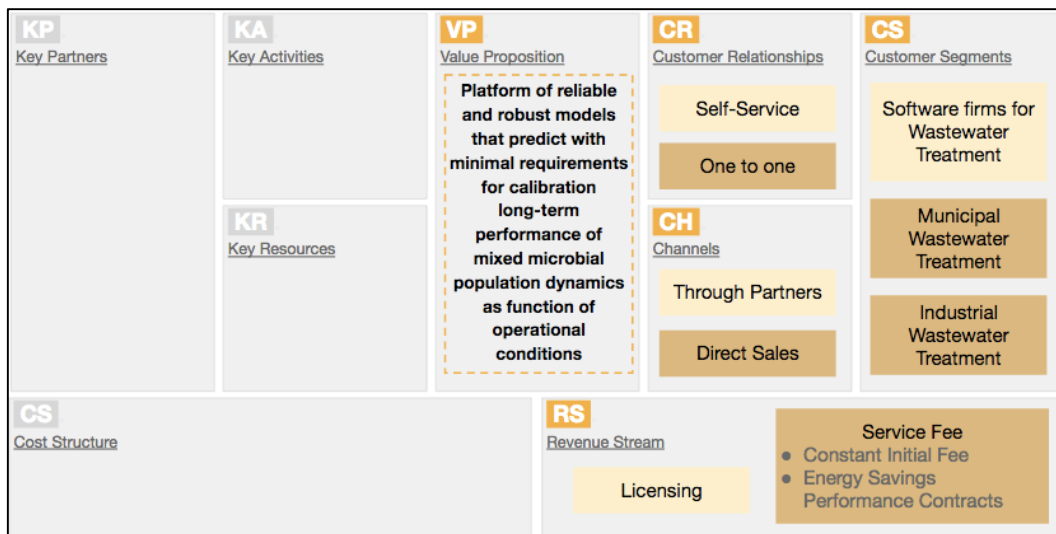 KP
Key Partners
KA
Key Activities
KR
Key Resources
VP
Value Proposition
Platform of reliable
and robust models
that predict with
minimal requirements
for calibration
long-term
performance of
mixed microbial
population dynamics
as function of
operational
conditions
CR
Customer Relationships
Self-Service
One to one
CH
Channels
Through Partners
Direct Sales
CS
Customer Segments
Software firms for
Wastewater
Treatment
Municipal
Wastewater
Treatment
Industrial
Wastewater
Treatment
CS
Cost Structure
RS
Revenue Stream
Licensing
Service Fee
● Constant Initial Fee
● Energy Savings
Performance Contracts